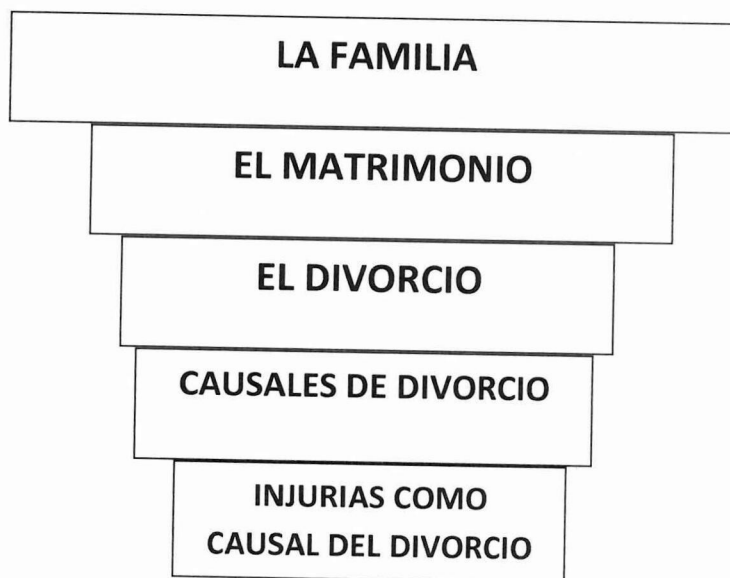 LA FAMILIA
EL MATRIMONIO
EL DIVORCIO
CAUSALES DE DIVORCIO
INJURIAS COMO
CAUSAL DEL DIVORCIO